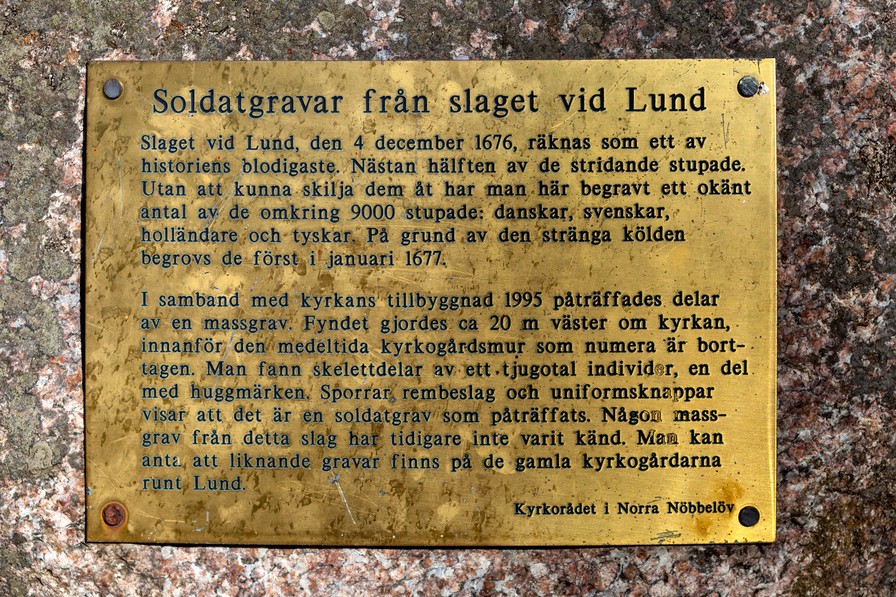 Soldatgravar från slaget vid Lund
Slaget vid Lund, den 4 december 1676, räknas som ett av
historiens blodigaste. Nästan hälften av de stridande stupade.
Utan att kunna skilja dem åt har man här begravt ett okänt
antal av de omkring 9000 stupade: danskar, svenskar,
holländare och tyskar. På grund av den stränga kölden
begrovs de först i januari 1677.
I samband med kyrkans tillbyggnad 1995 påträffades delar
av en massgrav. Fyndet gjordes ca 20 m väster om kyrkan,
innanför den medeltida kyrkogårdsmur som numera är bort-
tagen. Man fann skelettdelar av ett tjugotal individer, en del
med huggmärken. Sporrar, rembeslag och uniformsknappar
visar att det är en soldatgrav som påträffats. Någon mass-
grav från detta slag har tidigare inte varit känd. Man kan
anta att liknande gravar finns på de gamla kyrkogårdarna
runt Lund.
Kyrkorådet i Norra Nöbbelöv